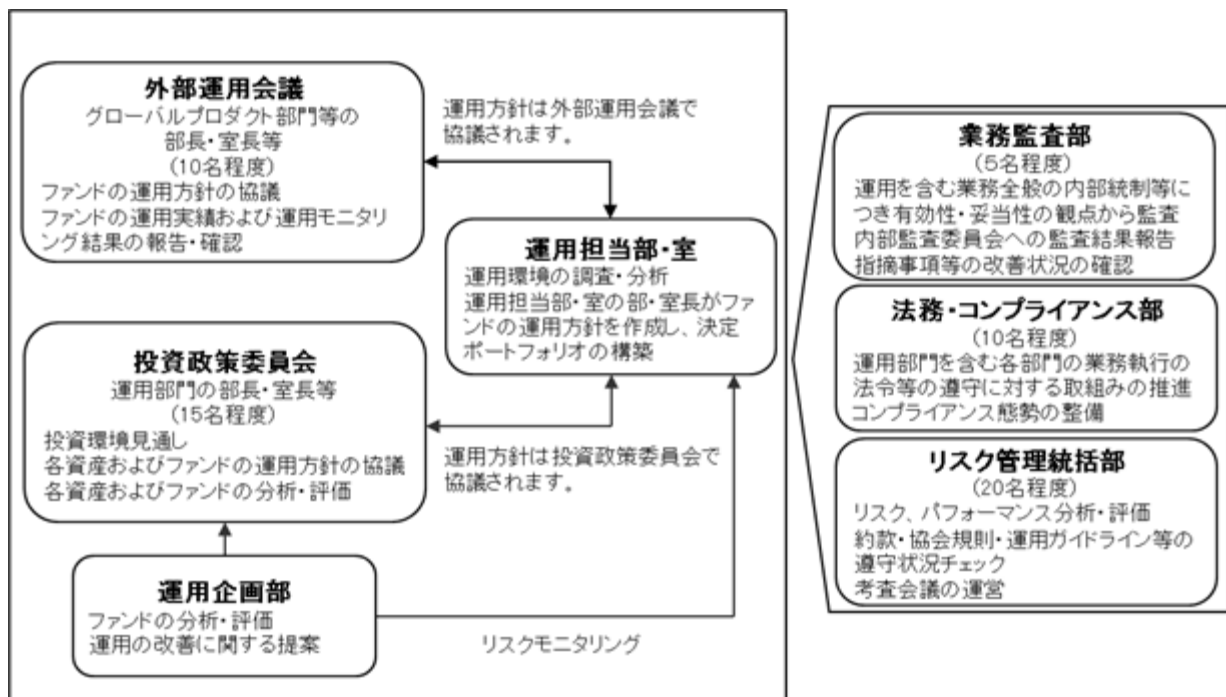 外部運用会議
グローバルプロダクト部門等の
部長・室長等
(10名程度)
ファンドの運用方針の協議
ファンドの運用実績および運用モニタリ
ング結果の報告・確認
運用方針は外部運用会議で
協議されます。
運用担当部・室
運用環境の調査・分析
運用担当部・室の部・室長がファ
ンドの運用方針を作成し、決定
ポートフォリオの構築
投資政策委員会
運用部門の部長・室長等
(15名程度)
投資環境見通し
各資産およびファンドの運用方針の協議
各資産およびファンドの分析・評価
運用方針は投資政策委員会で
協議されます。
運用企画部
ファンドの分析・評価
運用の改善に関する提案
リスクモニタリング
業務監査部
(5名程度)
運用を含む業務全般の内部統制等に
つき有効性・妥当性の観点から監査
内部監査委員会への監査結果報告
指摘事項等の改善状況の確認
法務・コンプライアンス部
(10名程度)
運用部門を含む各部門の業務執行の
法令等の遵守に対する取組みの推進
コンプライアンス態勢の整備
リスク管理統括部
(20名程度)
リスク、パフォーマンス分析・評価
約款・協会規則・運用ガイドライン等の
遵守状況チェック
考査会議の運営